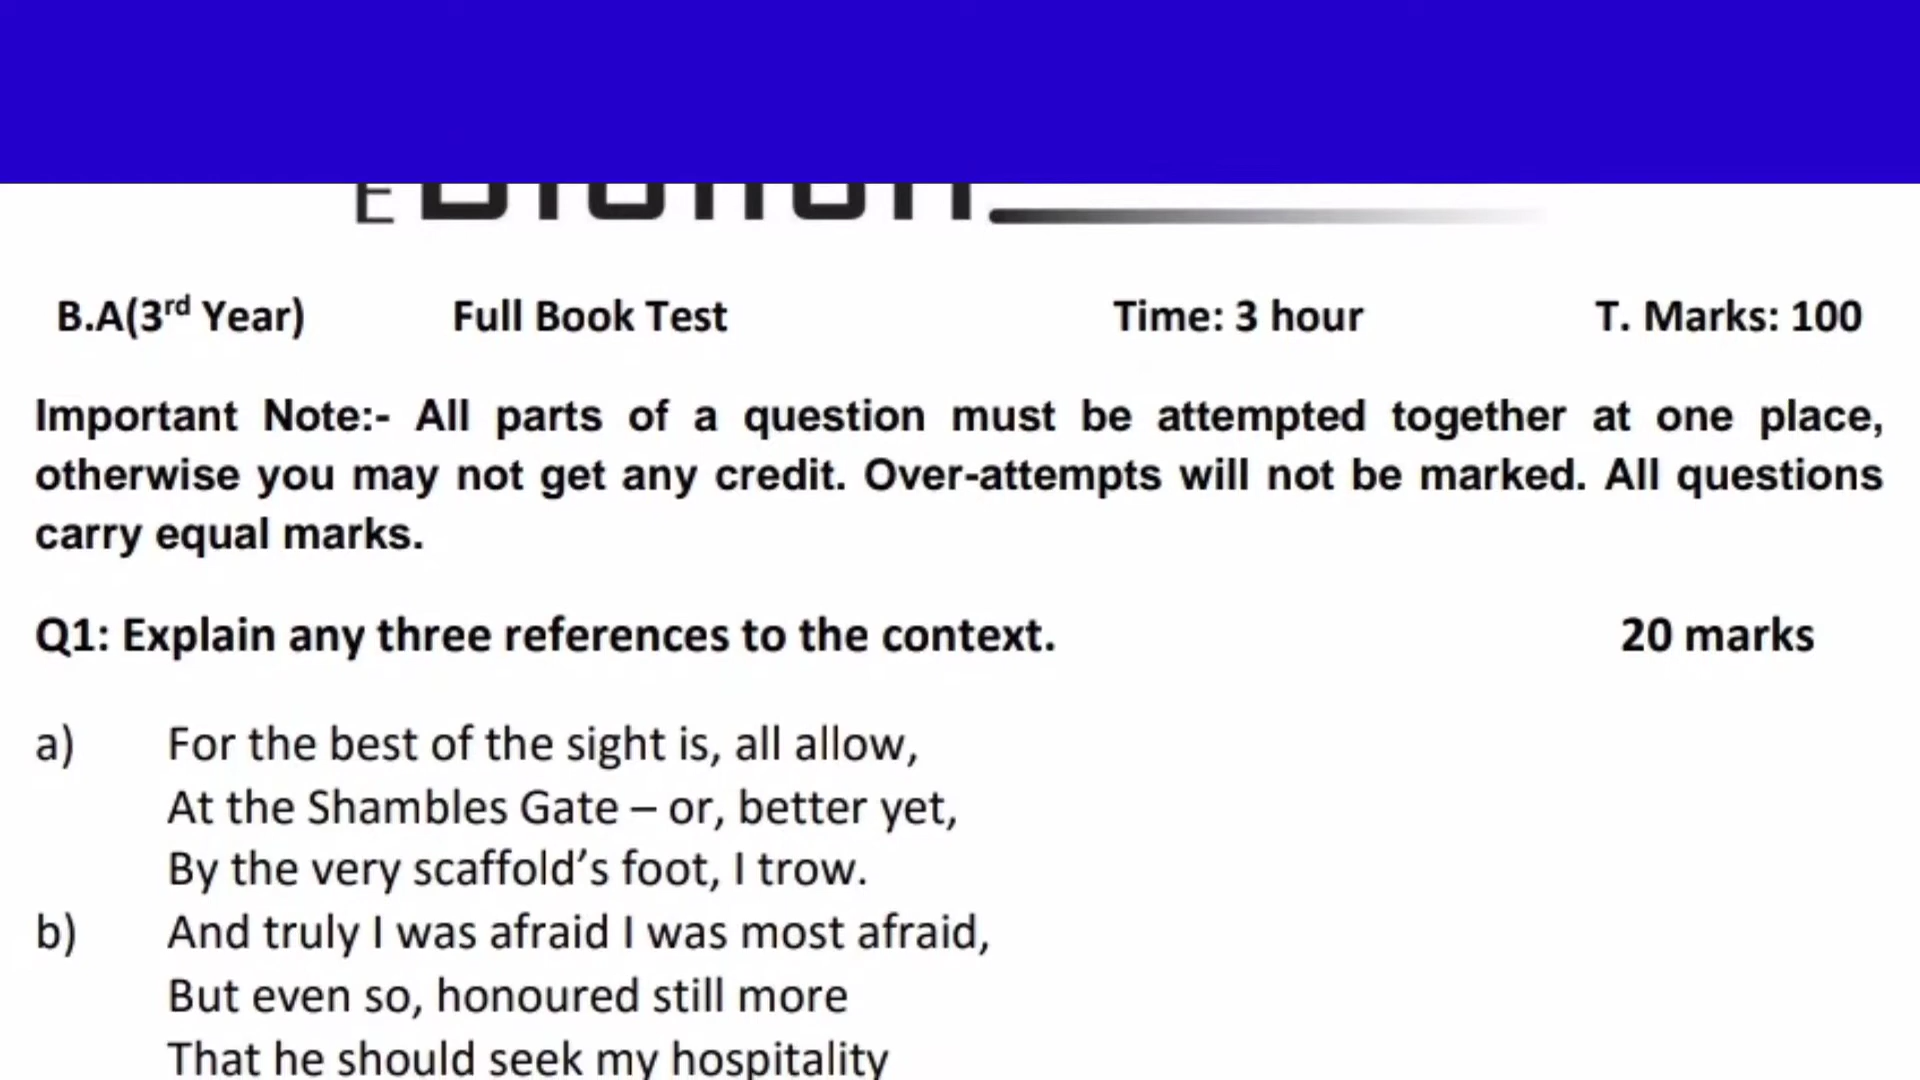 B.A(3rd Year) Full Book Test Time: 3 hour T. Marks: 100
Important Note:- All parts of a question must be attempted together at one place,
otherwise you may not get any credit. Over-attempts will not be marked. All questions
carry equal marks.
Q1: Explain any three references to the context. 20 marks
a) For the best of the sight is, all allow,
At the Shambles Gate – or, better yet,
By the very scaffold’s foot, I trow.
b) And truly I was afraid I was most afraid,
But even so, honoured still more
That he should seek my hospitality